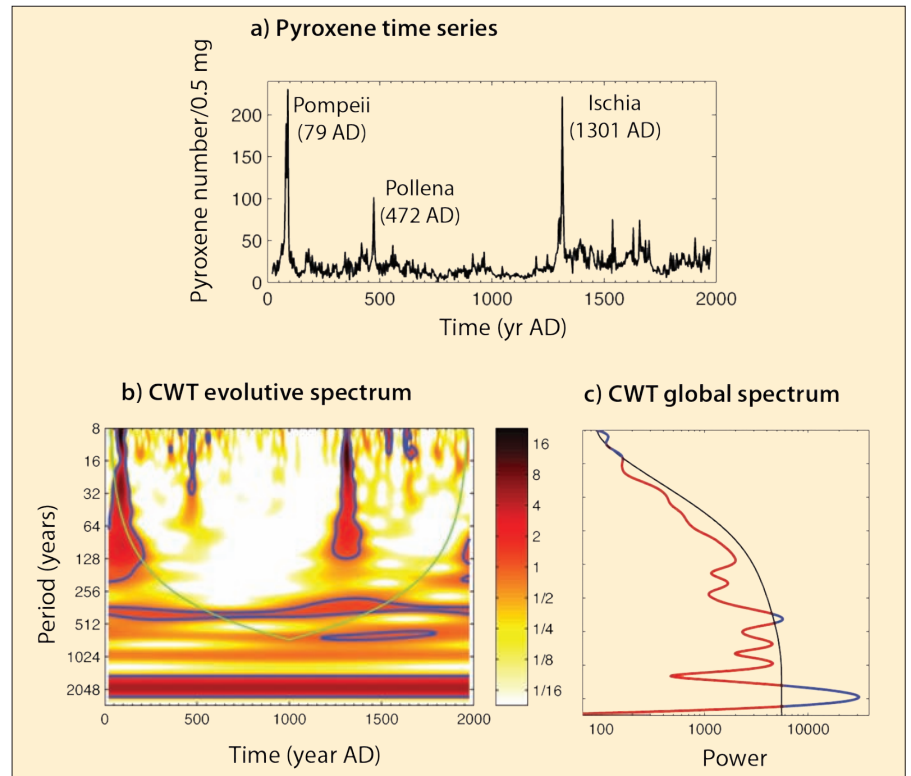 a) Pyroxene time series
Pyroxene number/0.5 mg
200
150
100
50
0
Pompeii
(79 AD)
Pollena
(472 AD)
Ischia
(1301 AD)
0 500 1000 1500 2000
Time (yr AD)
b) CWT evolutive spectrum
Period (years)
8
16
32
64
128
256
512
1024
2048
0 500 1000 1500 2000
Time (year AD)
16
8
4
2
1
1/2
1/4
1/8
1/16
c) CWT global spectrum
100 1000 10000
Power